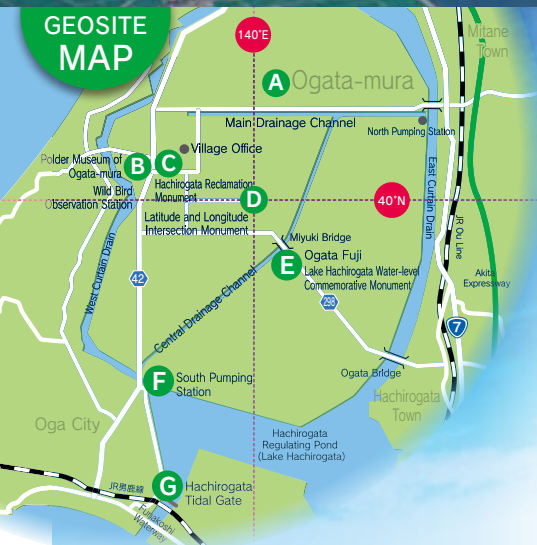 GEOSITE
MAP
140°E
Mitane
Town
A
Ogata-mura
Main Drainage Channel
North Pumping Station
Village Office
Polder Museum of
Ogata-mura
B
C
Hachirogata Reclamation
Monument
Wild Bird
Observation Station
D
40°N
Latitude and Longitude
Intersection Monument
East Curtain Drain
JR Ou Line
Miyuki Bridge
E
Ogata Fuji
Lake Hachirogata Water-level
Commemorative Monument
Akita
Expressway
West Curtain Drain
42
298
7
Central Drainage Channel
Ogata Bridge
F
South Pumping
Station
Hachirogata
Town
Oga City
Hachirogata
Regulating Pond
(Lake Hachirogata)
JR男鹿線
G
Hachirogata
Tidal Gate
Funakoshi
Waterway